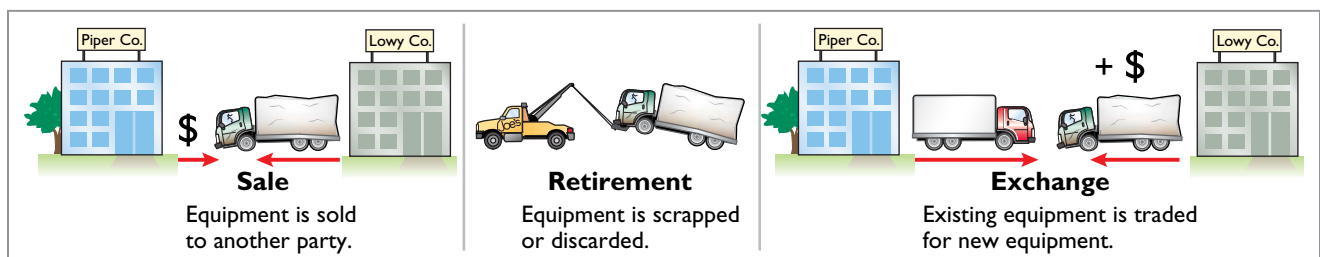 Piper Co.
Lowy Co.
$
Sale
Equipment is sold
to another party.
Joe's
Retirement
Equipment is scrapped
or discarded.
Piper Co.
Lowy Co.
+ $
Exchange
Existing equipment is traded
for new equipment.